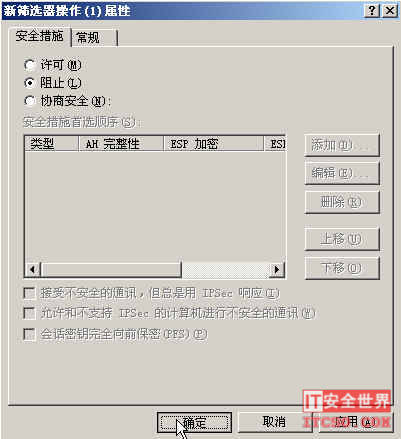 新筛选器操作(1) 属性
安全措施 常规
许可(M)
阻止(L)
协商安全(N):
安全措施首选顺序(S):
类型 AH 完整性 ESP 加密 ESI
添加(D)...
编辑(E)...
删除(R)
上移(U)
下移(O)
接受不安全的通讯,但总是用 IPSec 响应(I)
允许和不支持 IPSec 的计算机进行不安全的通讯(W)
会话密钥完全向前保密(PFS)(P)
IT安全世界
确定 取消 应用(A)